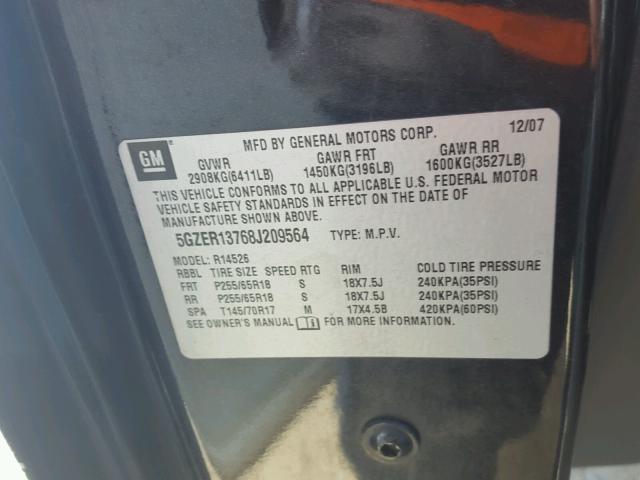 GM MFD BY GENERAL MOTORS CORP. 12/07
GVWR GAWR FRT GAWR RR
2908KG(6411LB) 1450KG(3196LB) 1600KG(3527LB)
THIS VEHICLE CONFORMS TO ALL APPLICABLE U.S. FEDERAL MOTOR
VEHICLE SAFETY STANDARDS IN EFFECT ON THE DATE OF
MANUFACTURE SHOWN ABOVE.
5GZER13768J209564 TYPE: M.P.V.
MODEL: R14526
RBBL TIRE SIZE SPEED RTG RIM COLD TIRE PRESSURE
FRT P255/65R18 S 18X7.5J 240KPA(35PSI)
RR P255/65R18 S 18X7.5J 240KPA(35PSI)
SPA T145/70R17 M 17X4.5B 420KPA(60PSI)
SEE OWNER'S MANUAL FOR MORE INFORMATION.